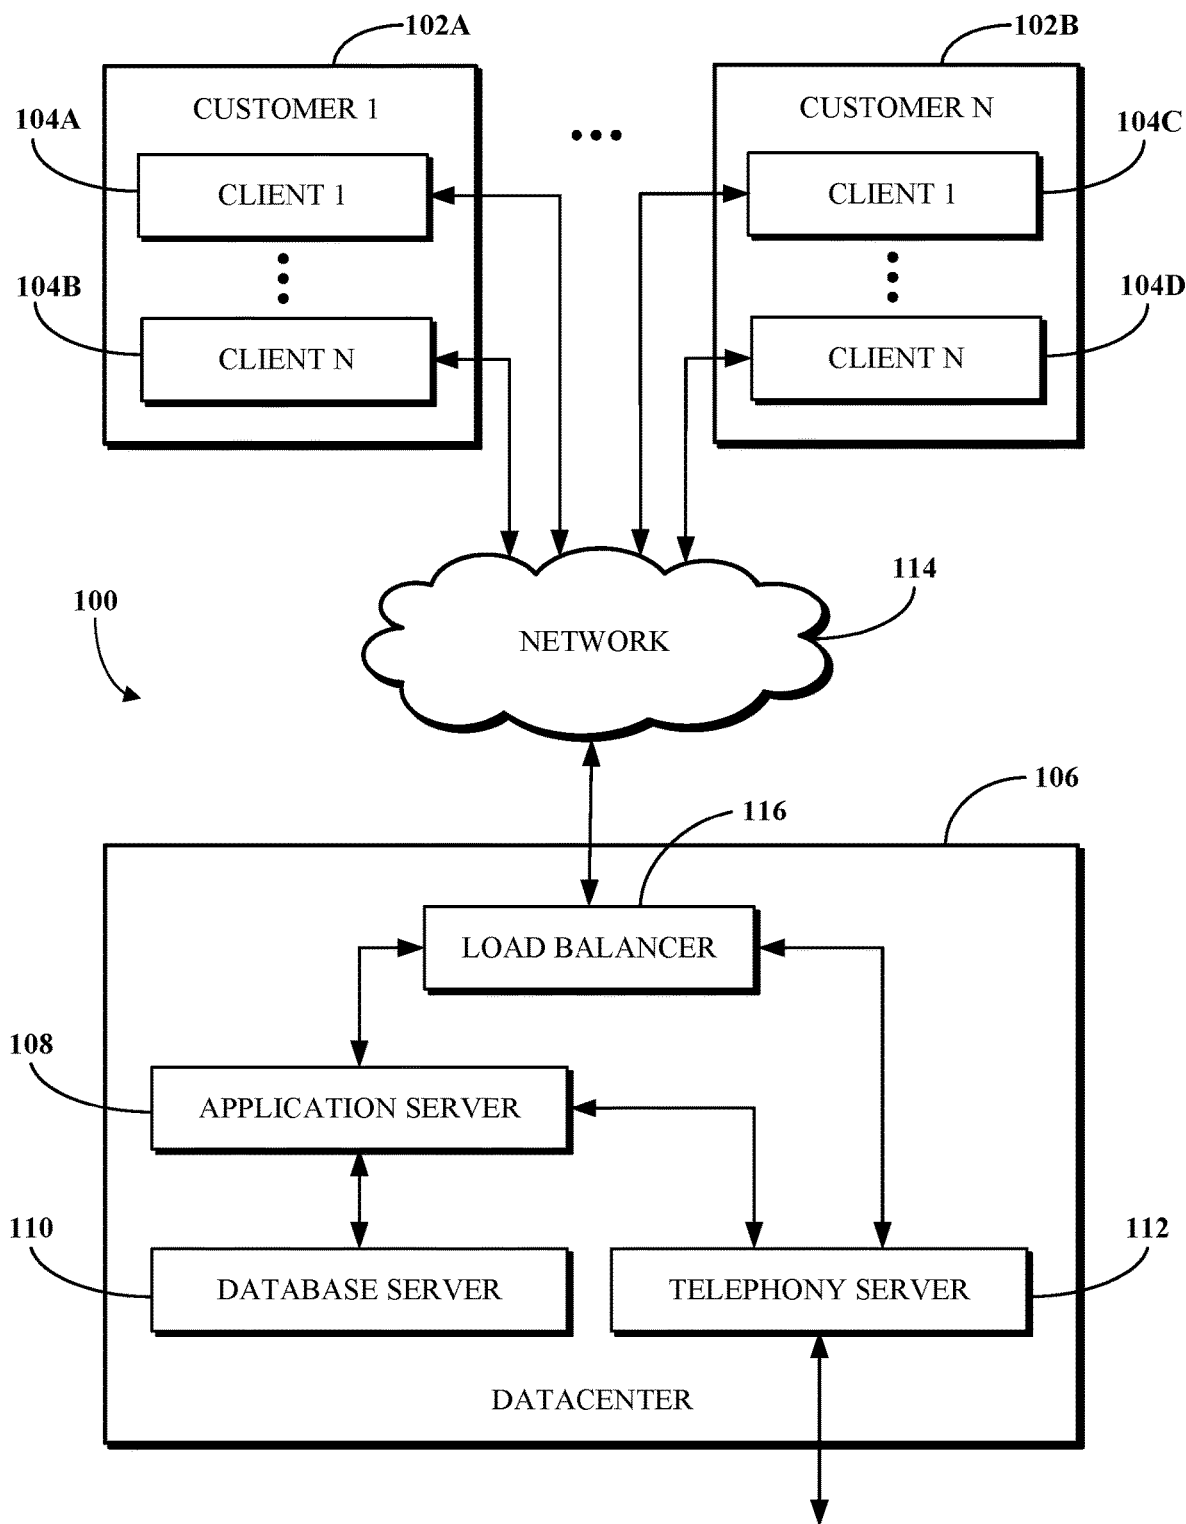 102A
102B
CUSTOMER 1
CUSTOMER N
104A
104C
CLIENT 1
CLIENT 1
104B
104D
CLIENT N
CLIENT N
114
100
NETWORK
106
116
LOAD BALANCER
108
APPLICATION SERVER
110
112
DATABASE SERVER
TELEPHONY SERVER
DATACENTER